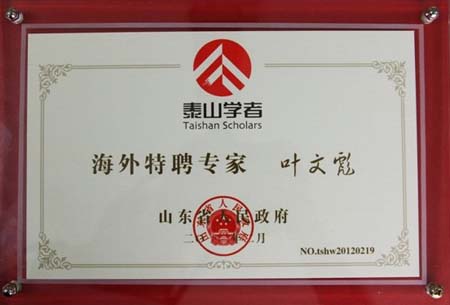 泰山学者
Taishan Scholars
海外特聘专家 叶文彪
山东省人民政府
NO.tshw20120219